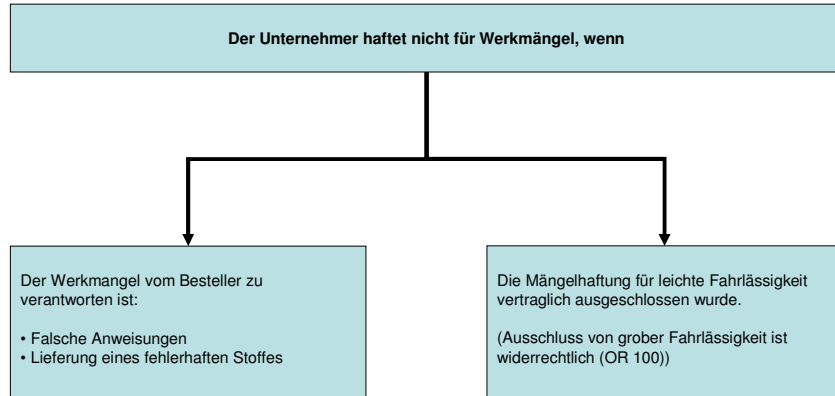 Der Unternehmer haftet nicht für Werkmängel, wenn
Der Werkmangel vom Besteller zu
verantworten ist:
• Falsche Anweisungen
• Lieferung eines fehlerhaften Stoffes
Die Mängelhaftung für leichte Fahrlässigkeit
vertraglich ausgeschlossen wurde.
(Ausschluss von grober Fahrlässigkeit ist
widerrechtlich (OR 100))